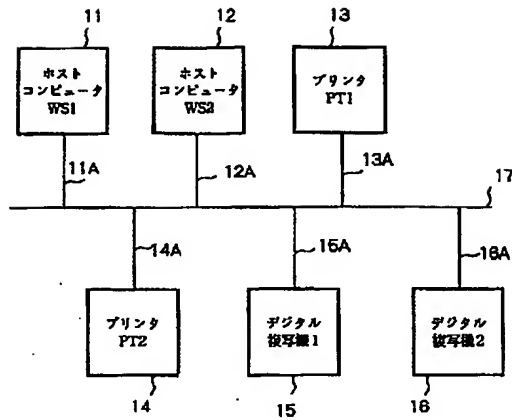 11
12
13
ホスト
コンピュータ
WS1
ホスト
コンピュータ
WS2
プリンタ
PT1
11A
12A
13A
17
14A
15A
16A
プリンタ
PT2
デジタル
複写機1
デジタル
複写機2
14
15
16